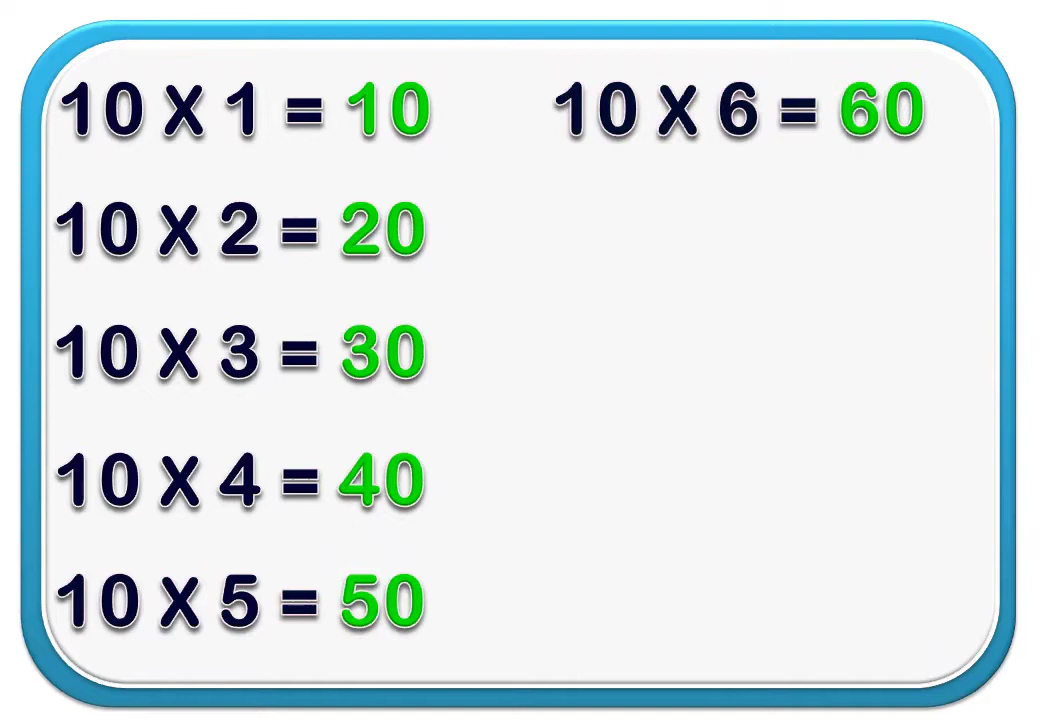 10 X 1 = 10
10 X 2 = 20
10 X 3 = 30
10 X 4 = 40
10 X 5 = 50
10 X 6 = 60